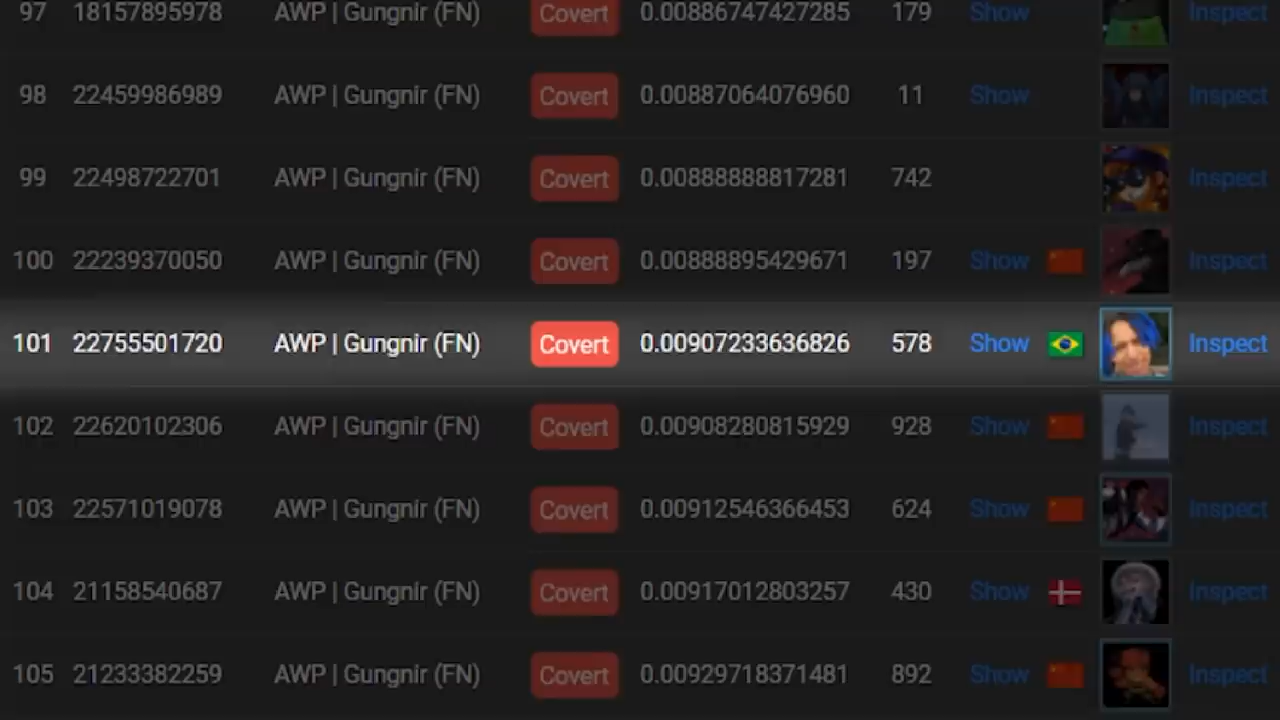 97 18157895978 AWP | Gungnir (FN) Covert 0.00886747427285 179 Show Inspect
98 22459986989 AWP | Gungnir (FN) Covert 0.00887064076960 11 Show Inspect
99 22498722701 AWP | Gungnir (FN) Covert 0.00888888817281 742 Inspect
100 22239370050 AWP | Gungnir (FN) Covert 0.00888895429671 197 Show Inspect
101 22755501720 AWP | Gungnir (FN) Covert 0.00907233636826 578 Show Inspect
102 22620102306 AWP | Gungnir (FN) Covert 0.00908280815929 928 Show Inspect
103 22571019078 AWP | Gungnir (FN) Covert 0.00912546366453 624 Show Inspect
104 21158540687 AWP | Gungnir (FN) Covert 0.00917012803257 430 Show Inspect
105 21233382259 AWP | Gungnir (FN) Covert 0.00929718371481 892 Show Inspect